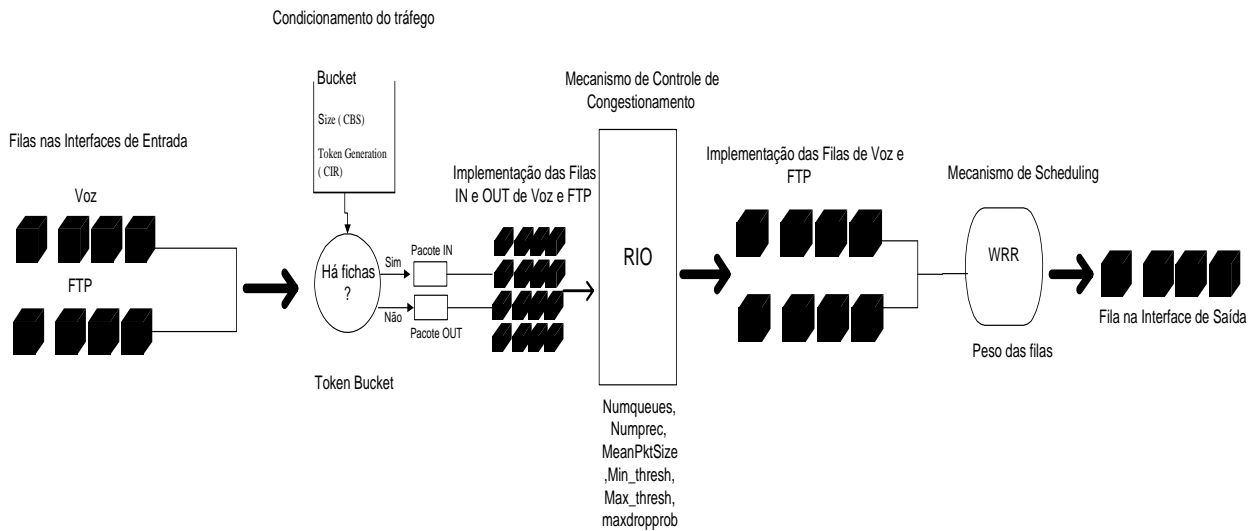 Condicionamento do tráfego
Bucket
Size ( CBS)
Token Generation
( CIR)
Mecanismo de Controle de
Congestionamento
Filas nas Interfaces de Entrada
Voz
FTP
Há fichas
?
Sim
Não
Pacote IN
Pacote OUT
Token Bucket
Implementação das Filas
IN e OUT de Voz e FTP
RIO
Numqueues,
Numprec,
MeanPktSize
,Min_thresh,
Max_thresh,
maxdropprob
Implementação das Filas de Voz e
FTP
Mecanismo de Scheduling
WRR
Peso das filas
Fila na Interface de Saída